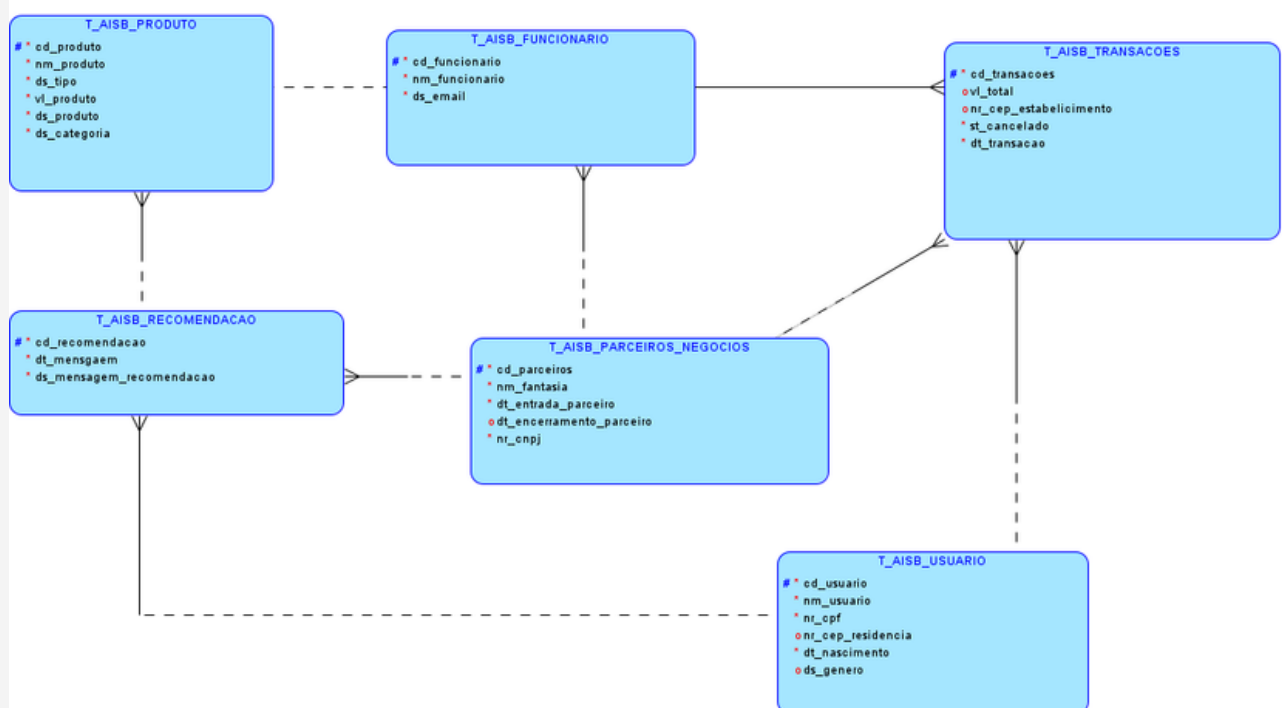 T_AISB_PRODUTO
# * cd_produto
* nm_produto
* ds_tipo
* vl_produto
* ds_produto
* ds_categoria
T_AISB_FUNCIONARIO
# * cd_funcionario
* nm_funcionario
* ds_email
T_AISB_TRANSACOES
# * cd_transacoes
o vl_total
o nr_cep_estabelicimento
* st_cancelado
* dt_transacao
T_AISB_RECOMENDACAO
# * cd_recomendacao
* dt_mensgaem
* ds_mensagem_recomendacao
T_AISB_PARCEIROS_NEGOCIOS
# * cd_parceiros
* nm_fantasia
* dt_entrada_parceiro
o dt_encerramento_parceiro
* nr_cnpj
T_AISB_USUARIO
# * cd_usuario
* nm_usuario
* nr_cpf
o nr_cep_residencia
* dt_nascimento
o ds_genero